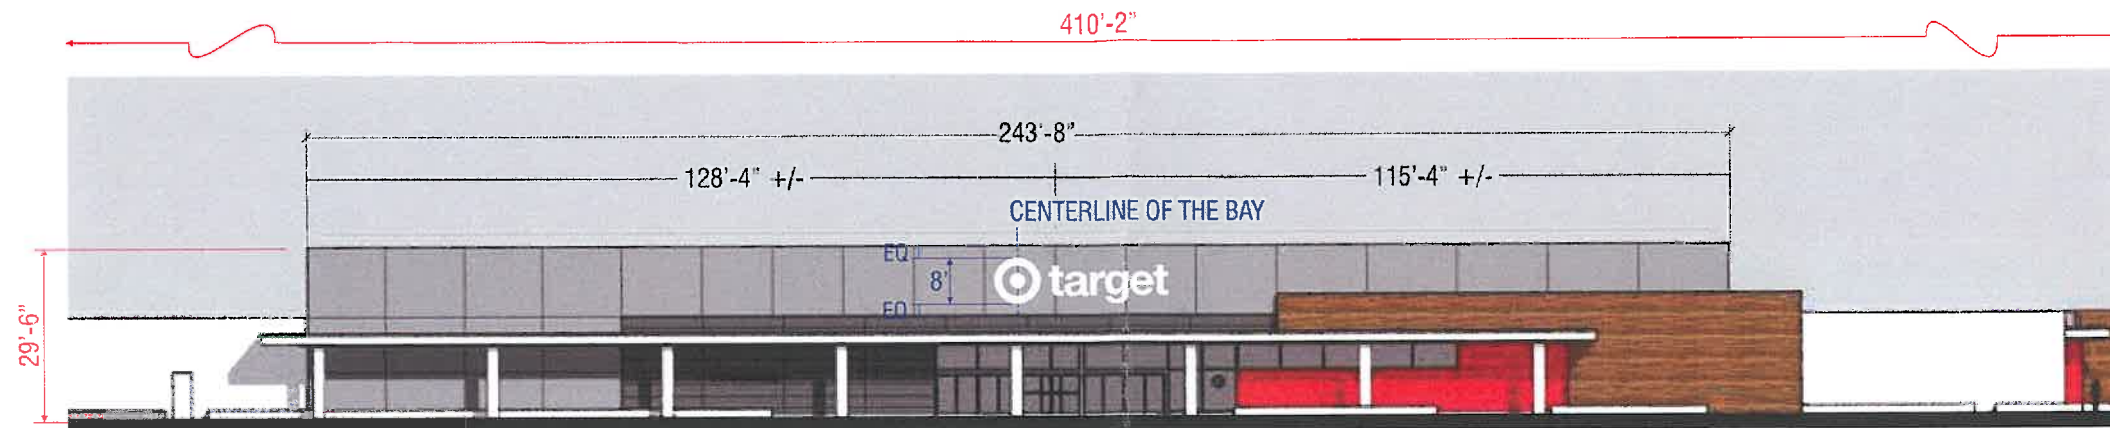 410'-2"
243'-8"
128'-4" +/-
115'-4" +/-
CENTERLINE OF THE BAY
EQ
8'
target
EQ
29'-6"